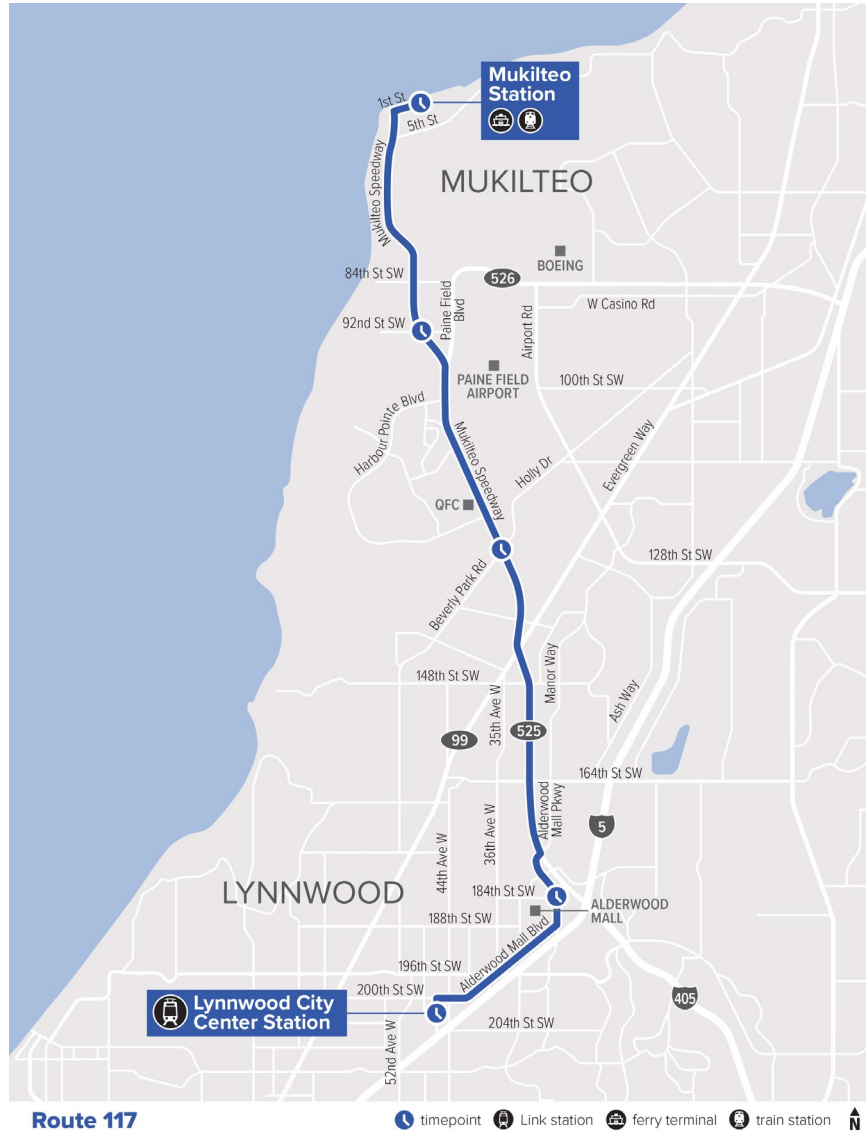 Mukilteo
Station
1st St
5th St
MUKILTEO
Mukilteo Speedway
BOEING
84th St SW
526
Paine Field
Blvd
W Casino Rd
92nd St SW
Airport Rd
PAINE FIELD
AIRPORT
100th St SW
Harbour Pointe Blvd
Mukilteo Speedway
Evergreen Way
Holly Dr
QFC
128th St SW
Beverly Park Rd
148th St SW
Manor Way
35th Ave W
Ash Way
525
99
164th St SW
Alderwood
Mall Pkwy
5
36th Ave W
44th Ave W
LYNNWOOD
184th St SW
ALDERWOOD
MALL
188th St SW
Alderwood Mall Blvd
196th St SW
200th St SW
405
Lynnwood City
Center Station
204th St SW
52nd Ave W
Route 117
timepoint
Link station
ferry terminal
train station
N